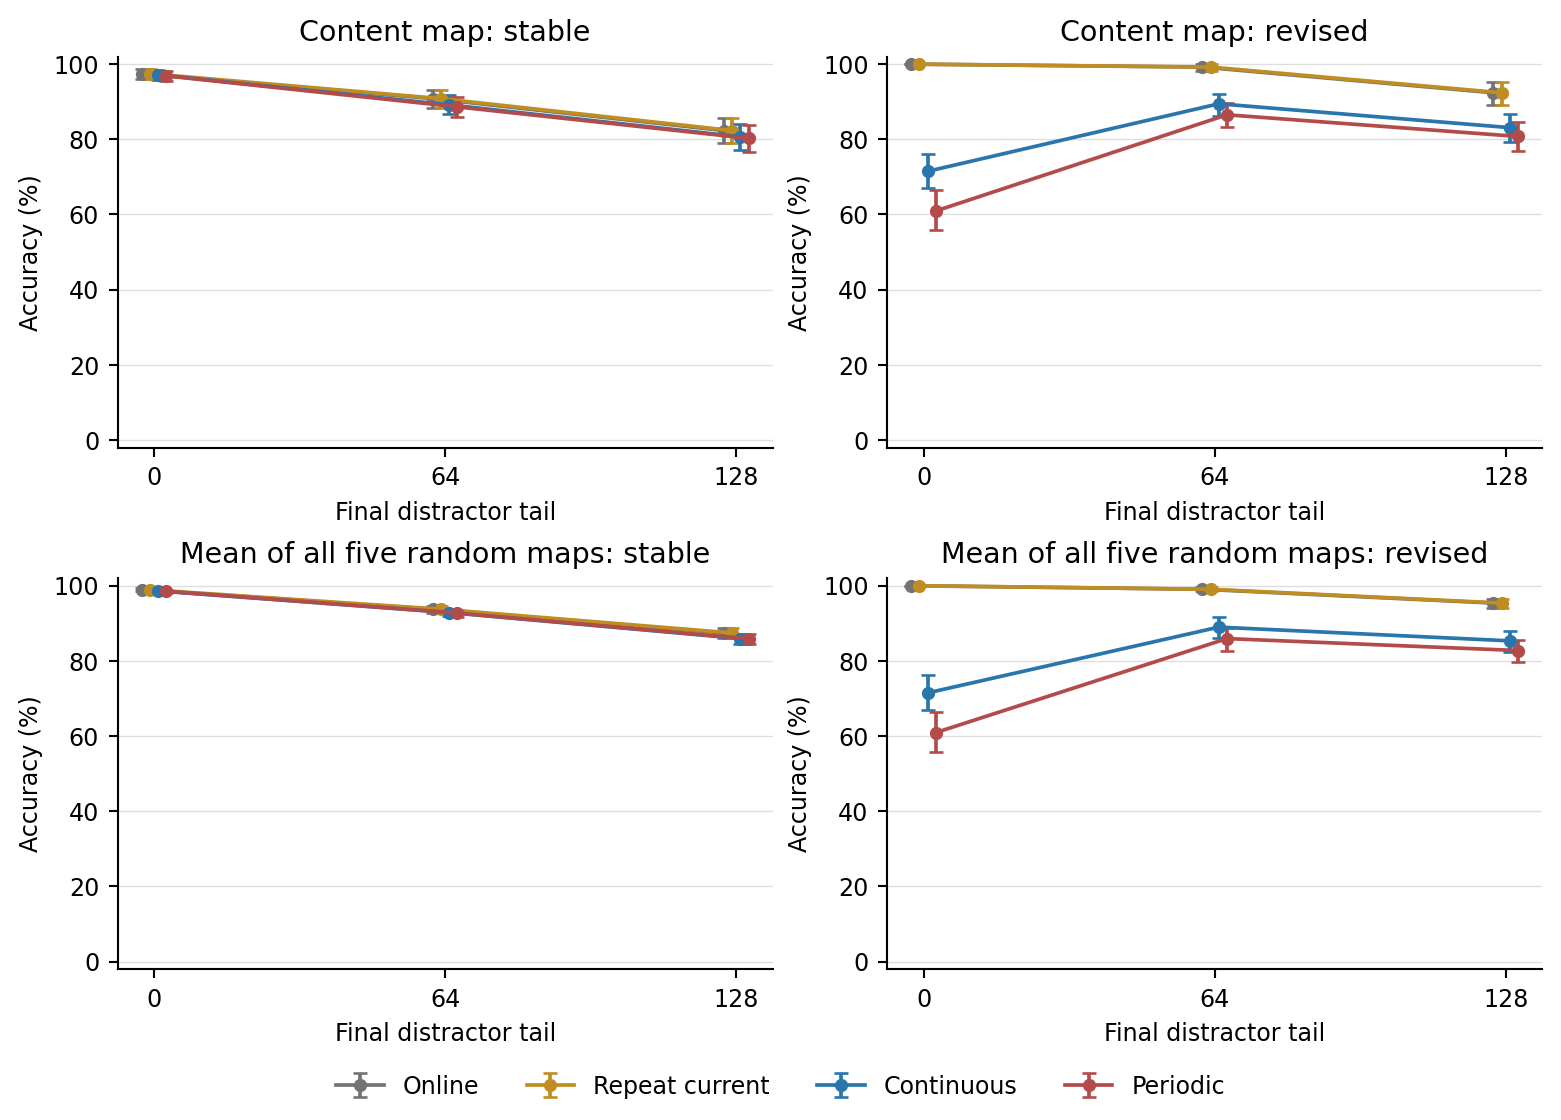 Content map: stable
100
80
60
40
20
0
Accuracy (%)
0 64 128
Final distractor tail
Content map: revised
100
80
60
40
20
0
Accuracy (%)
0 64 128
Final distractor tail
Mean of all five random maps: stable
100
80
60
40
20
0
Accuracy (%)
0 64 128
Final distractor tail
Mean of all five random maps: revised
100
80
60
40
20
0
Accuracy (%)
0 64 128
Final distractor tail
Online Repeat current Continuous Periodic